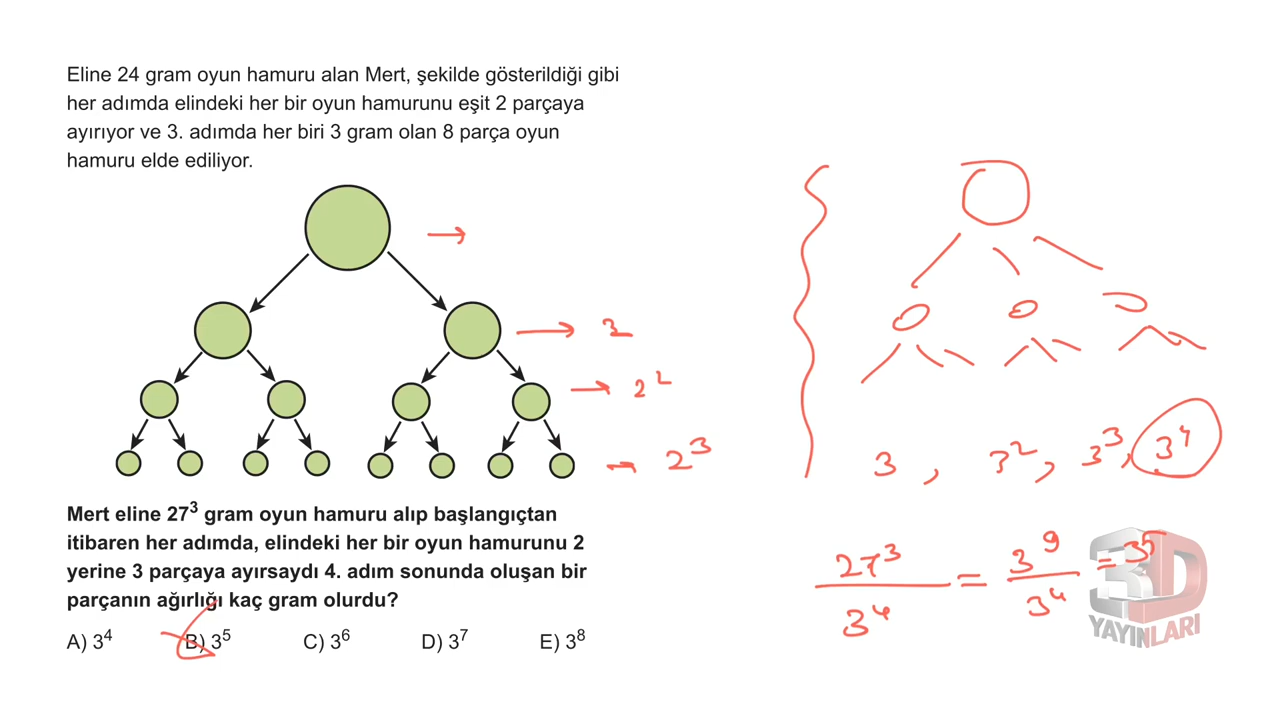 Eline 24 gram oyun hamuru alan Mert, şekilde gösterildiği gibi
her adımda elindeki her bir oyun hamurunu eşit 2 parçaya
ayırıyor ve 3. adımda her biri 3 gram olan 8 parça oyun
hamuru elde ediliyor.
→
→ 2
→ 2²
→ 2³
Mert eline 27³ gram oyun hamuru alıp başlangıçtan
itibaren her adımda, elindeki her bir oyun hamurunu 2
yerine 3 parçaya ayırsaydı 4. adım sonunda oluşan bir
parçanın ağırlığı kaç gram olurdu?
A) 3⁴ B) 3⁵ C) 3⁶ D) 3⁷ E) 3⁸
3 , 3² , 3³, 3⁴
27³/3⁴ = 3⁹/3⁴ = 3⁵
3D
YAYINLARI